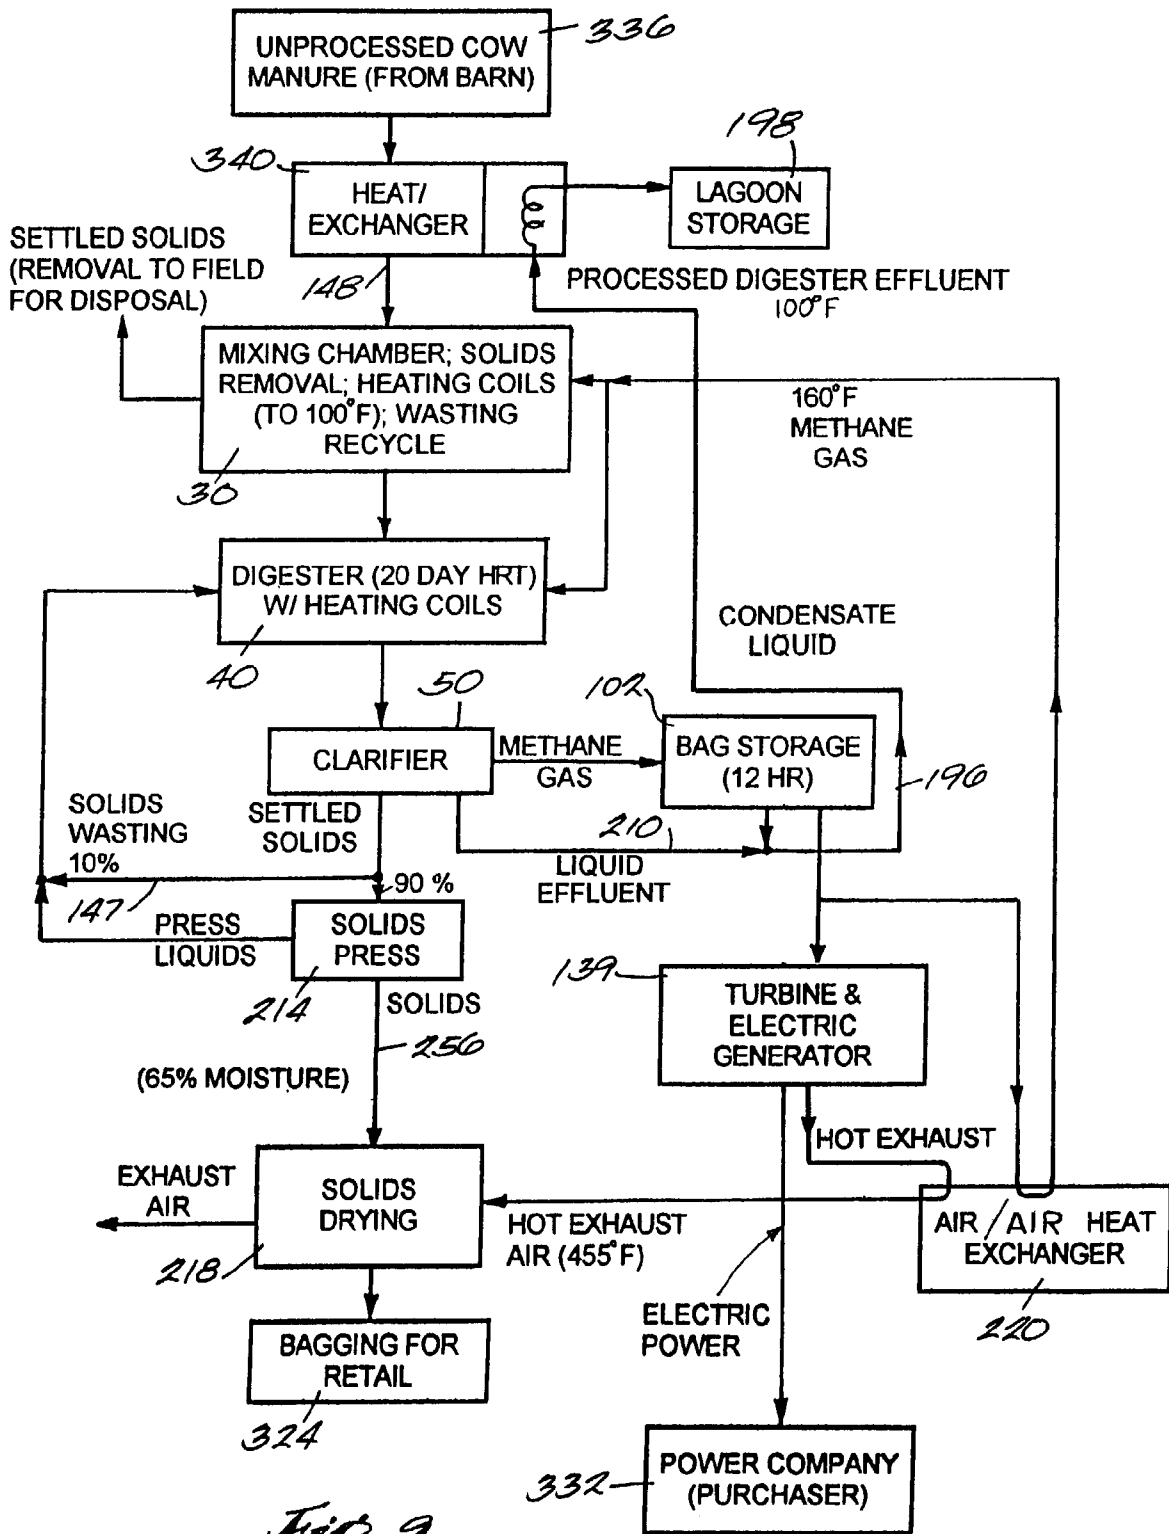 336
UNPROCESSED COW
MANURE (FROM BARN)
198
340
HEAT/
EXCHANGER
LAGOON
STORAGE
SETTLED SOLIDS
(REMOVAL TO FIELD
FOR DISPOSAL)
148
PROCESSED DIGESTER EFFLUENT
100°F
MIXING CHAMBER; SOLIDS
REMOVAL; HEATING COILS
(TO 100°F); WASTING
RECYCLE
30
160°F
METHANE
GAS
DIGESTER (20 DAY HRT)
W/ HEATING COILS
40
CONDENSATE
LIQUID
50
102
CLARIFIER
METHANE
GAS
BAG STORAGE
(12 HR)
196
SOLIDS
WASTING
10%
SETTLED
SOLIDS
210
LIQUID
EFFLUENT
147
90 %
PRESS
LIQUIDS
SOLIDS
PRESS
214
SOLIDS
256
(65% MOISTURE)
139
TURBINE &
ELECTRIC
GENERATOR
HOT EXHAUST
EXHAUST
AIR
SOLIDS
DRYING
218
HOT EXHAUST
AIR (455°F)
AIR / AIR HEAT
EXCHANGER
220
ELECTRIC
POWER
BAGGING FOR
RETAIL
324
332
POWER COMPANY
(PURCHASER)
FIG. 9